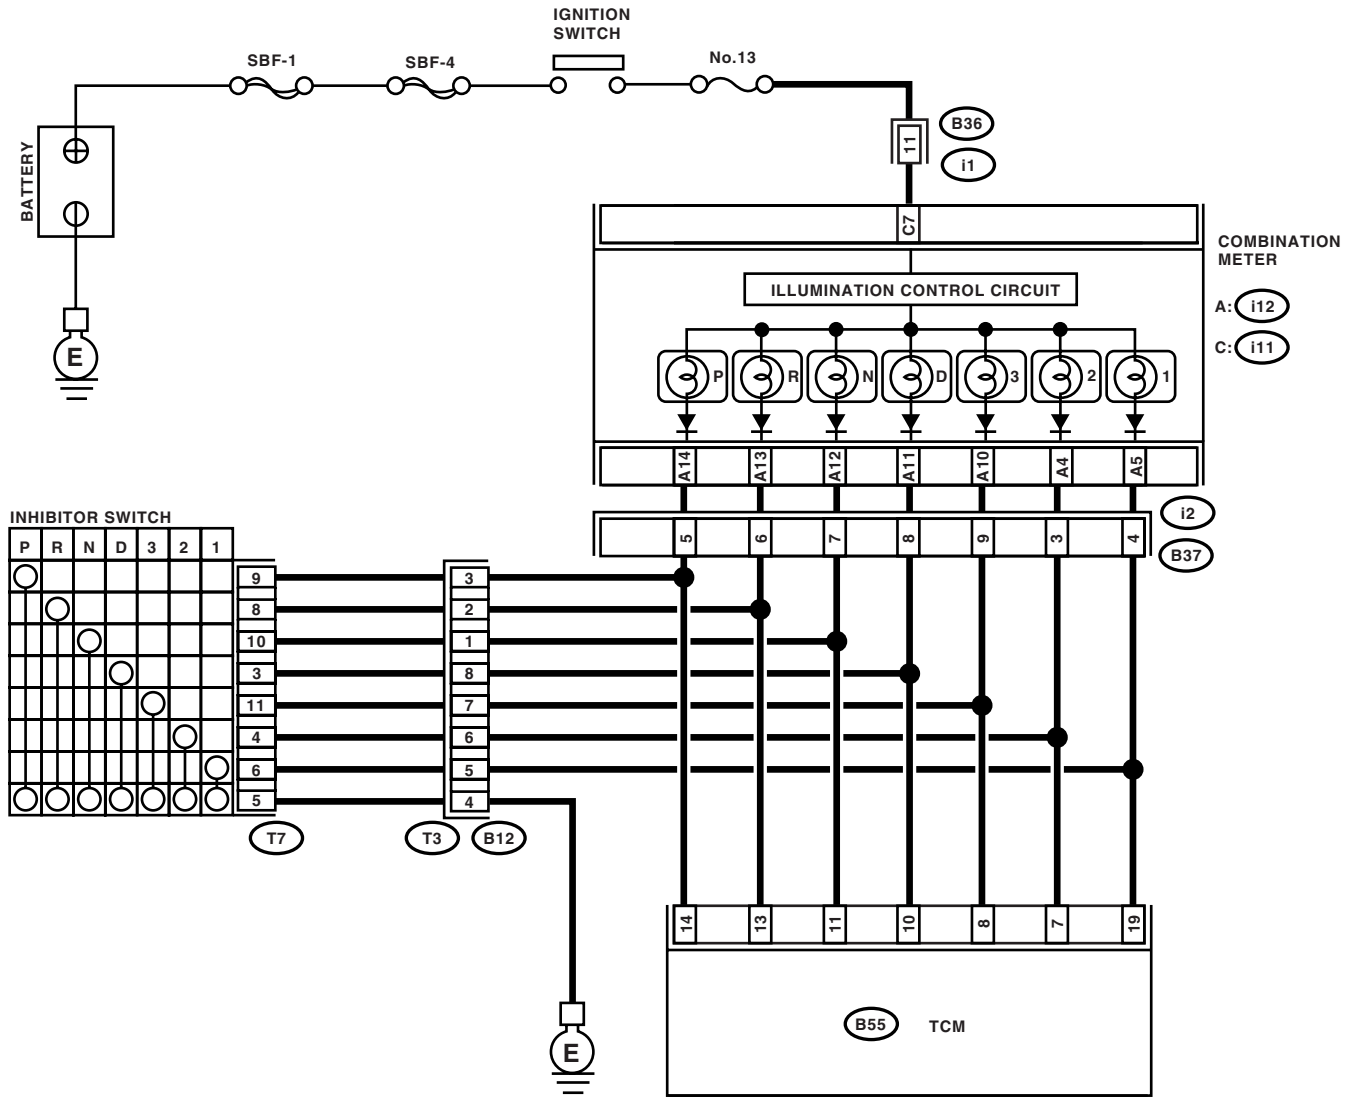 IGNITION
SWITCH
SBF-1
SBF-4
No.13
BATTERY
E
11
B36
i1
C7
COMBINATION
METER
A: i12
C: i11
ILLUMINATION CONTROL CIRCUIT
P R N D 3 2 1
A14 A13 A12 A11 A10 A4 A5
i2
5 6 7 8 9 3 4
B37
INHIBITOR SWITCH
P R N D 3 2 1
9 3
8 2
10 1
3 8
11 7
4 6
6 5
5 4
T7 T3 B12
14 13 11 10 8 7 19
B55 TCM
E